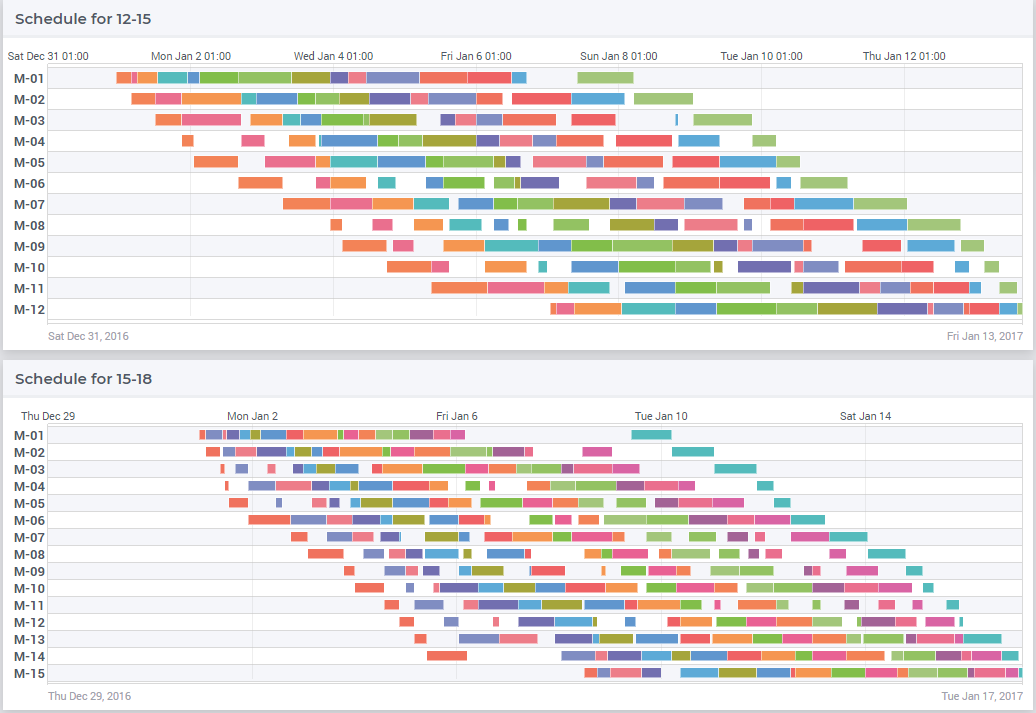 Schedule for 12-15
Sat Dec 31 01:00 Mon Jan 2 01:00 Wed Jan 4 01:00 Fri Jan 6 01:00 Sun Jan 8 01:00 Tue Jan 10 01:00 Thu Jan 12 01:00
M-01
M-02
M-03
M-04
M-05
M-06
M-07
M-08
M-09
M-10
M-11
M-12
Sat Dec 31, 2016 Fri Jan 13, 2017
Schedule for 15-18
Thu Dec 29 Mon Jan 2 Fri Jan 6 Tue Jan 10 Sat Jan 14
M-01
M-02
M-03
M-04
M-05
M-06
M-07
M-08
M-09
M-10
M-11
M-12
M-13
M-14
M-15
Thu Dec 29, 2016 Tue Jan 17, 2017